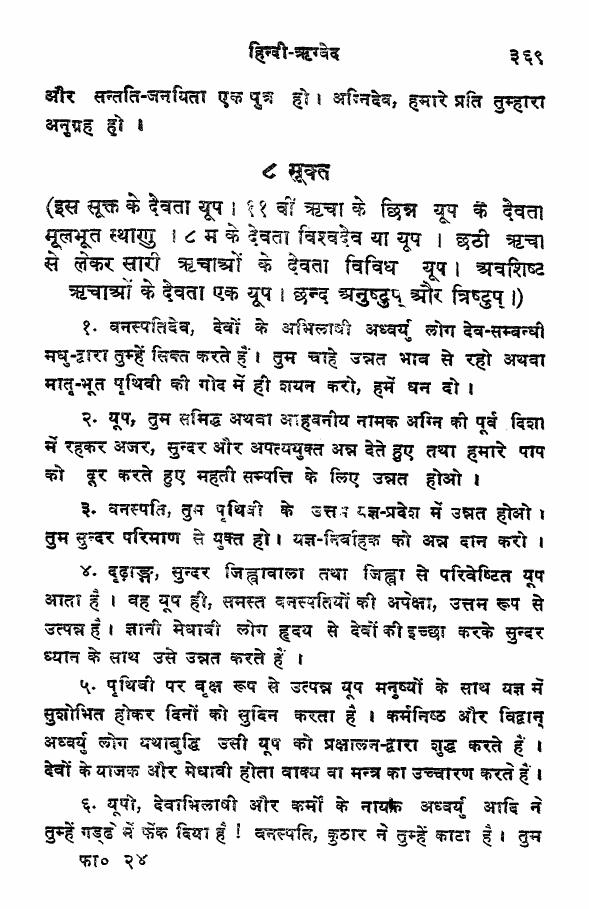 हिन्दी-ऋग्वेद ३६९
और सन्तति-जनयिता एक पुत्र हो। अग्निदेव, हमारे प्रति तुम्हारा
अनुग्रह हो ।
८ सूक्त
(इस सूक्त के देवता यूप। ११ वीं ऋचा के छिन्न यूप के देवता
मूलभूत स्थाणु । ८ म के देवता विश्वदेव या यूप । छठी ऋचा
से लेकर सारी ऋचाओं के देवता विविध यूप। अवशिष्ट
ऋचाओं के देवता एक यूप। छन्द अनुष्टुप् और त्रिष्टुप्।)
१. वनस्पतिदेव, देवों के अभिलाषी अध्वर्यु लोग देव-सम्बन्धी
मधु-द्वारा तुम्हें सिक्त करते हैं। तुम चाहे उन्नत भाव से रहो अथवा
मातृ-भूत पृथिवी की गोद में ही शयन करो, हमें धन दो।
२. यूप, तुम समिद्ध अथवा आहवनीय नामक अग्नि की पूर्व दिशा
में रहकर अजर, सुन्दर और अपत्ययुक्त अन्न देते हुए तथा हमारे पाप
को दूर करते हुए महती सम्पत्ति के लिए उन्नत होओ ।
३. वनस्पति, तुम पृथिवी के उत्तम यज्ञ-प्रदेश में उन्नत होओ।
तुम सुन्दर परिमाण से युक्त हो। यज्ञ-निर्वाहक को अन्न दान करो ।
४. दृढ़ाङ्ग, सुन्दर जिह्वावाला तथा जिह्वा से परिवेष्टित यूप
आता है । वह यूप ही, समस्त वनस्पतियों की अपेक्षा, उत्तम रूप से
उत्पन्न है। ज्ञानी मेधावी लोग हृदय से देवों की इच्छा करके सुन्दर
ध्यान के साथ उसे उन्नत करते हैं ।
५. पृथिवी पर वृक्ष रूप से उत्पन्न यूप मनुष्यों के साथ यज्ञ में
सुशोभित होकर दिनों को सुदिन करता है । कर्मनिष्ठ और विद्वान्
अध्वर्यु लोग यथाबुद्धि उसी यूप को प्रक्षालन-द्वारा शुद्ध करते हैं ।
देवों के याजक और मेधावी होता वाक्य वा मन्त्र का उच्चारण करते हैं।
६. यूपो, देवाभिलाषी और कर्मों के नायक अध्वर्यु आदि ने
तुम्हें गड्ढे में फेंक दिया है ! वनस्पति, कुठार ने तुम्हें काटा है । तुम
फा० २४